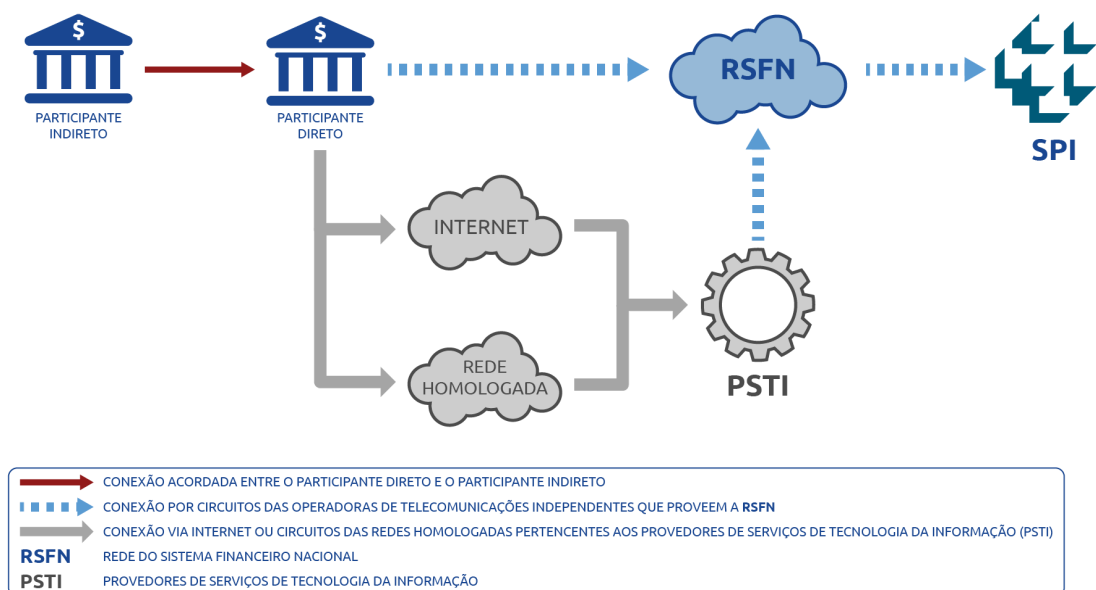 $
$
RSFN
SPI
PARTICIPANTE
INDIRETO
PARTICIPANTE
DIRETO
INTERNET
REDE
HOMOLOGADA
PSTI
CONEXÃO ACORDADA ENTRE O PARTICIPANTE DIRETO E O PARTICIPANTE INDIRETO
CONEXÃO POR CIRCUITOS DAS OPERADORAS DE TELECOMUNICAÇÕES INDEPENDENTES QUE PROVEEM A RSFN
CONEXÃO VIA INTERNET OU CIRCUITOS DAS REDES HOMOLOGADAS PERTENCENTES AOS PROVEDORES DE SERVIÇOS DE TECNOLOGIA DA INFORMAÇÃO (PSTI)
RSFN REDE DO SISTEMA FINANCEIRO NACIONAL
PSTI PROVEDORES DE SERVIÇOS DE TECNOLOGIA DA INFORMAÇÃO